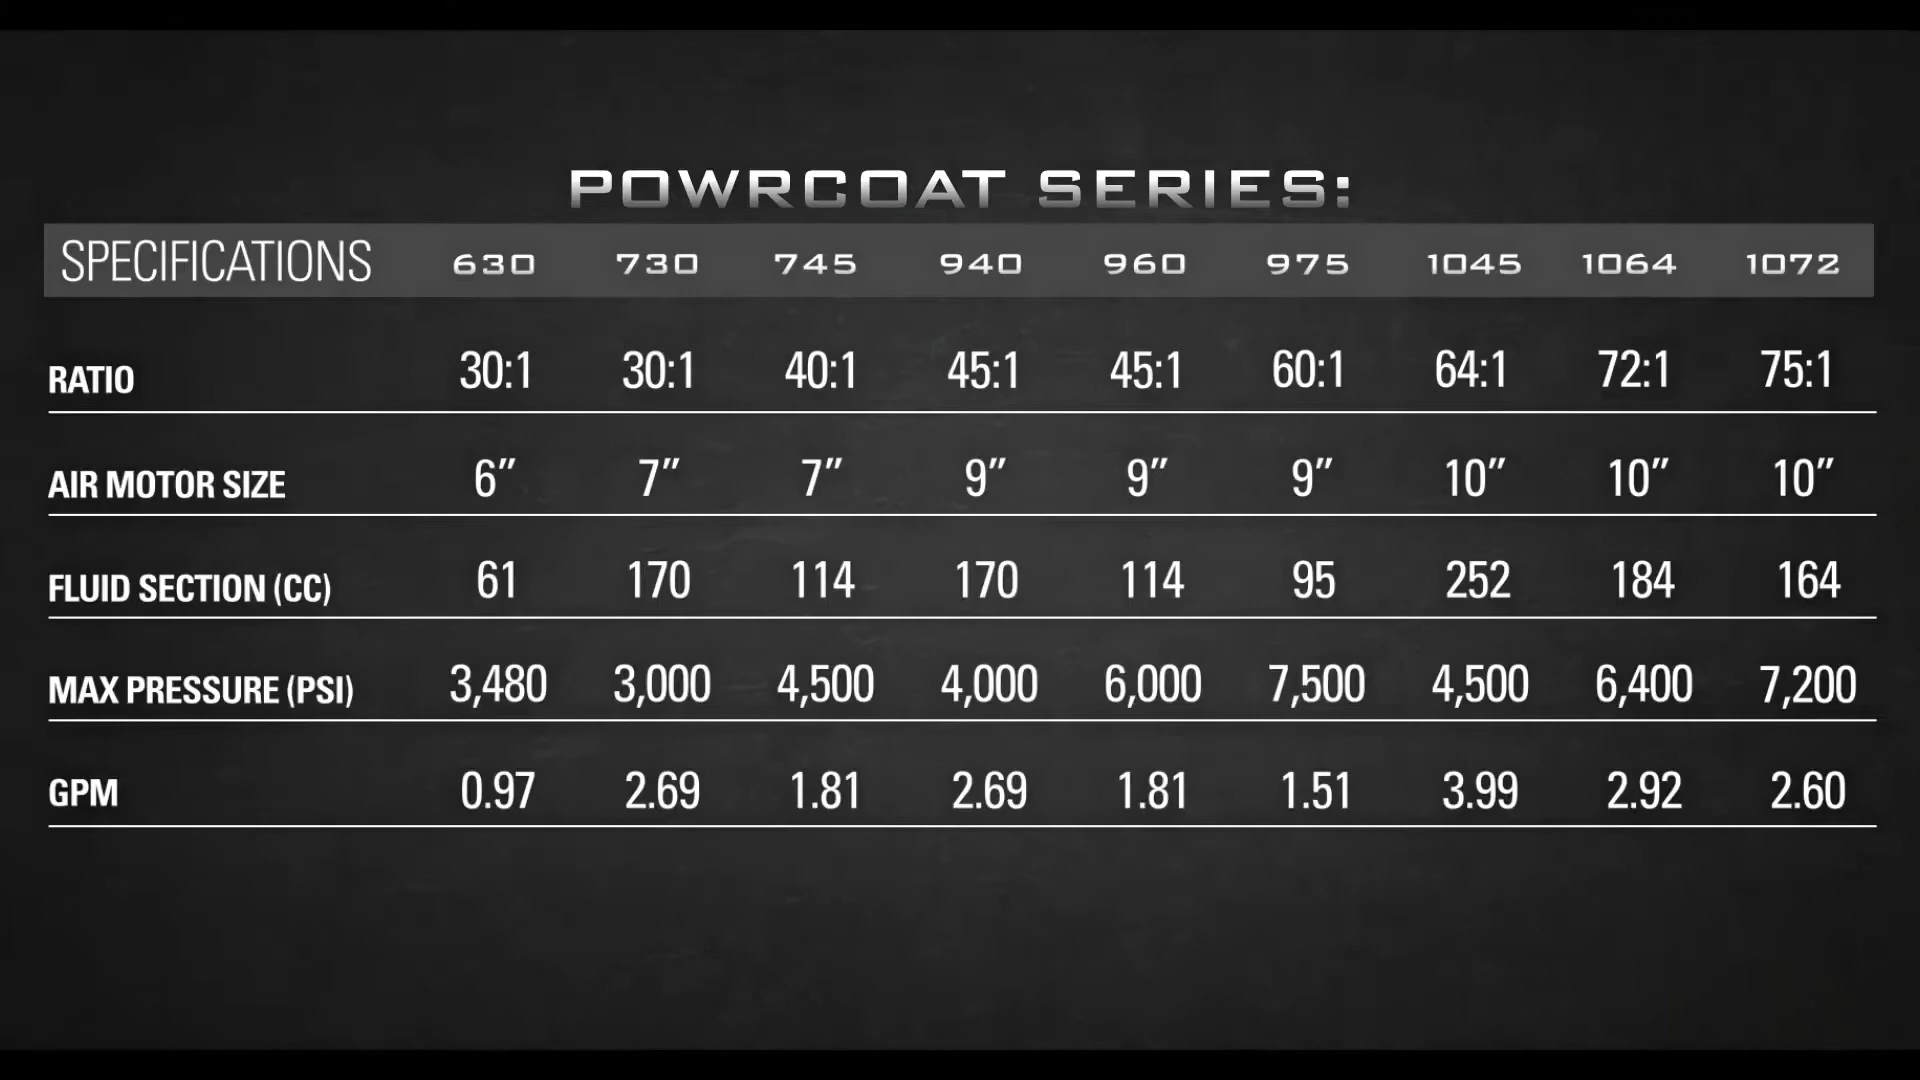 POWRCOAT SERIES:
SPECIFICATIONS 630 730 745 940 960 975 1045 1064 1072
RATIO 30:1 30:1 40:1 45:1 45:1 60:1 64:1 72:1 75:1
AIR MOTOR SIZE 6” 7” 7” 9” 9” 9” 10” 10” 10”
FLUID SECTION (CC) 61 170 114 170 114 95 252 184 164
MAX PRESSURE (PSI) 3,480 3,000 4,500 4,000 6,000 7,500 4,500 6,400 7,200
GPM 0.97 2.69 1.81 2.69 1.81 1.51 3.99 2.92 2.60